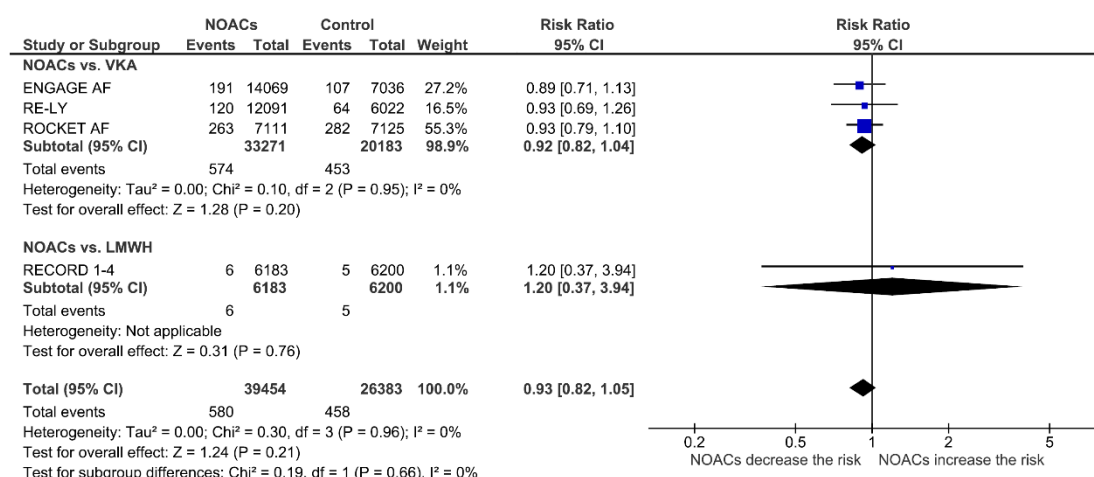 NOACs Control Risk Ratio Risk Ratio
Study or Subgroup Events Total Events Total Weight 95% CI 95% CI
NOACs vs. VKA
ENGAGE AF 191 14069 107 7036 27.2% 0.89 [0.71, 1.13]
RE-LY 120 12091 64 6022 16.5% 0.93 [0.69, 1.26]
ROCKET AF 263 7111 282 7125 55.3% 0.93 [0.79, 1.10]
Subtotal (95% CI) 33271 20183 98.9% 0.92 [0.82, 1.04]
Total events 574 453
Heterogeneity: Tau² = 0.00; Chi² = 0.10, df = 2 (P = 0.95); I² = 0%
Test for overall effect: Z = 1.28 (P = 0.20)
NOACs vs. LMWH
RECORD 1-4 6 6183 5 6200 1.1% 1.20 [0.37, 3.94]
Subtotal (95% CI) 6183 6200 1.1% 1.20 [0.37, 3.94]
Total events 6 5
Heterogeneity: Not applicable
Test for overall effect: Z = 0.31 (P = 0.76)
Total (95% CI) 39454 26383 100.0% 0.93 [0.82, 1.05]
Total events 580 458
Heterogeneity: Tau² = 0.00; Chi² = 0.30, df = 3 (P = 0.96); I² = 0%
Test for overall effect: Z = 1.24 (P = 0.21)
Test for subgroup differences: Chi² = 0.19, df = 1 (P = 0.66), I² = 0%
0.2 0.5 1 2 5
NOACs decrease the risk NOACs increase the risk